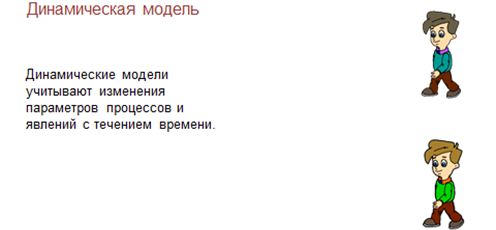 Динамическая модель
Динамические модели
учитывают изменения
параметров процессов и
явлений с течением времени.